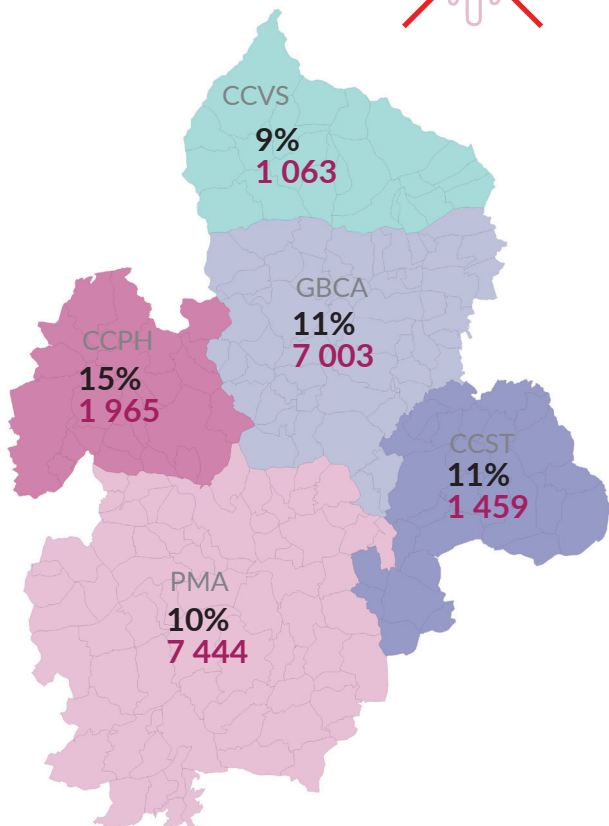 CCVS
9%
1 063
GBCA
11%
7 003
CCPH
15%
1 965
CCST
11%
1 459
PMA
10%
7 444